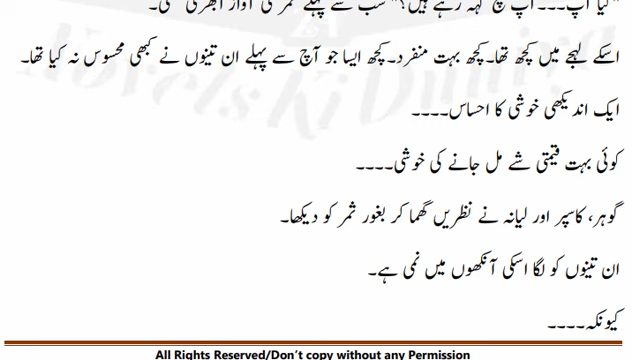 "کیا آپ۔۔۔ آپ سچ کہہ رہے ہیں؟" سب سے پہلے ثمر کی آواز ابھری تھی۔
اسکے لہجے میں کچھ تھا۔ کچھ بہت منفرد۔ کچھ ایسا جو آج سے پہلے ان تینوں نے کبھی محسوس نہ کیا تھا۔
ایک اندیکھی خوشی کا احساس۔۔۔۔
کوئی بہت قیمتی شے مل جانے کی خوشی۔۔۔۔
گوہر، کاسپر اور لیانہ نے نظریں گھما کر بغور ثمر کو دیکھا۔
ان تینوں کو لگا اسکی آنکھوں میں نمی ہے۔
کیونکہ۔۔۔۔
All Rights Reserved/Don't copy without any Permission